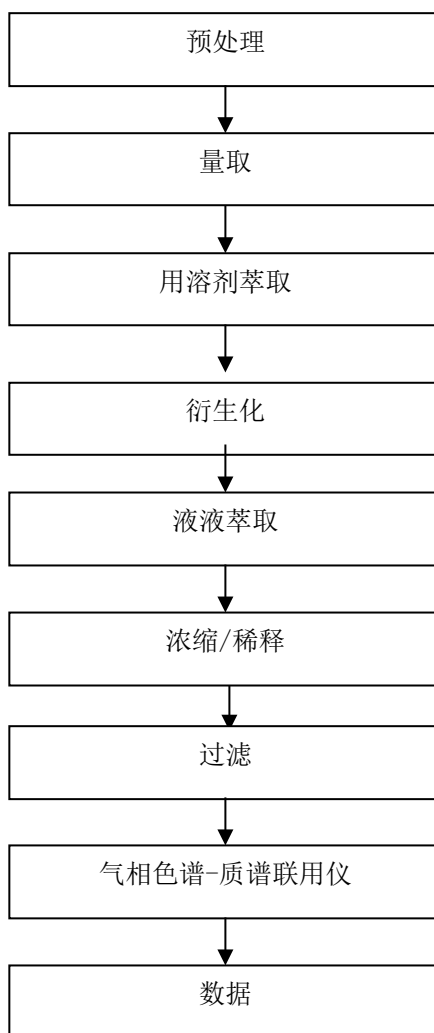 预处理
量取
用溶剂萃取
衍生化
液液萃取
浓缩/稀释
过滤
气相色谱-质谱联用仪
数据